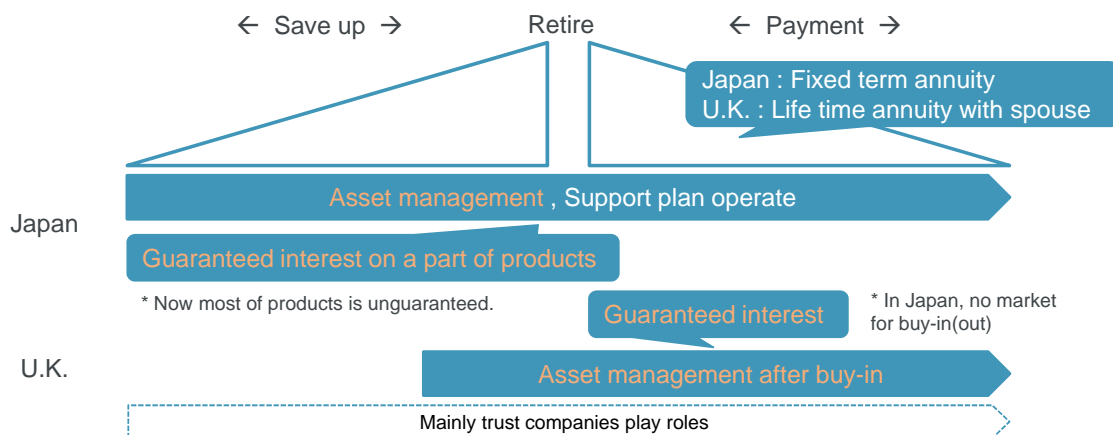 ← Save up →
Retire
← Payment →
Japan : Fixed term annuity
U.K. : Life time annuity with spouse
Asset management , Support plan operate
Japan
Guaranteed interest on a part of products
* Now most of products is unguaranteed.
Guaranteed interest
* In Japan, no market
for buy-in(out)
U.K.
Asset management after buy-in
Mainly trust companies play roles